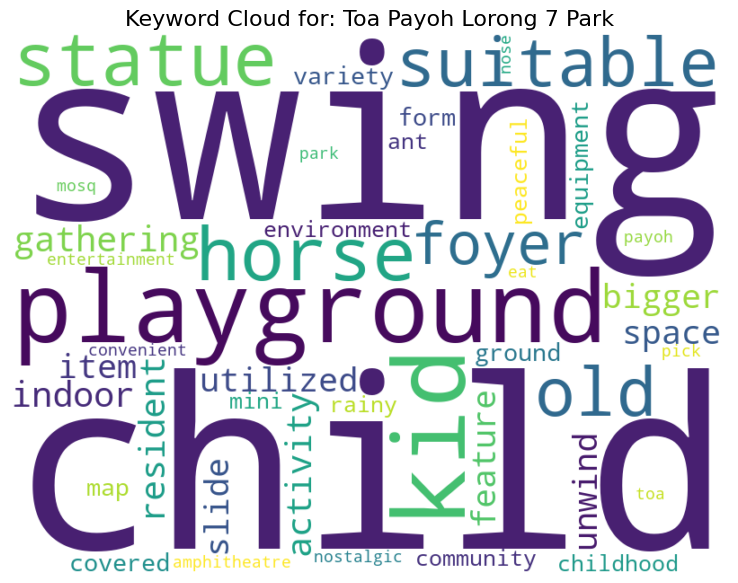 Keyword Cloud for: Toa Payoh Lorong 7 Park
statue
variety
suitable
nose
swing
form
ant
park
peaceful
equipment
mosq
gathering
environment
foyer
payoh
entertainment
horse
eat
playground
bigger
space
convenient
ground
pick
item
indoor
utilized
kid
old
mini
rainy
resident
activity
feature
child
map
slide
unwind
toa
covered
amphitheatre
nostalgic
community
childhood